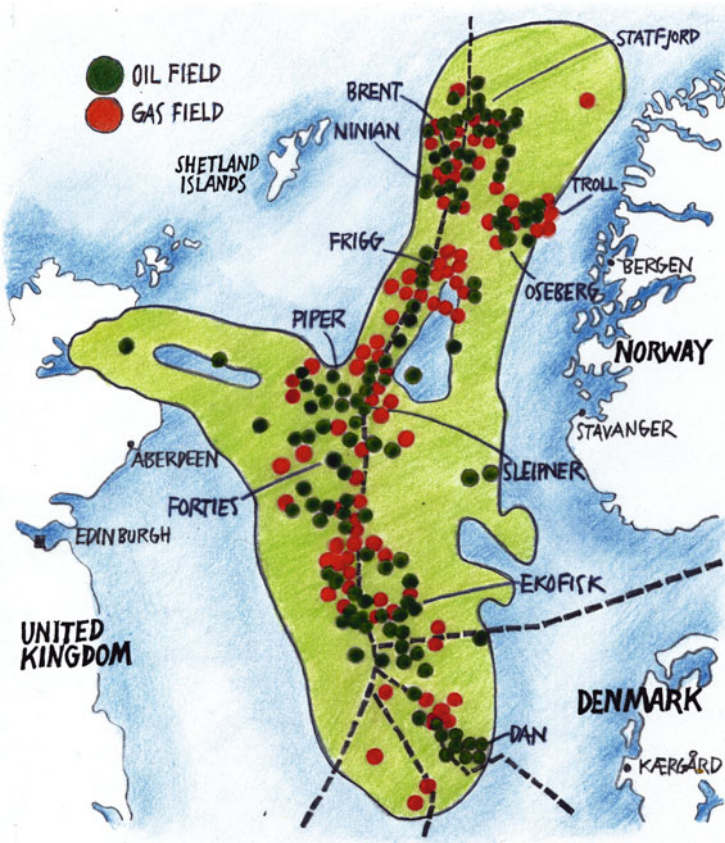 OIL FIELD
GAS FIELD
STATFJORD
BRENT
NINIAN
SHETLAND
ISLANDS
TROLL
FRIGG
OSEBERG
BERGEN
PIPER
NORWAY
STAVANGER
ABERDEEN
SLEIPNER
FORTIES
EDINBURGH
EKOFISK
UNITED
KINGDOM
DENMARK
DAN
KÆRGÅRD